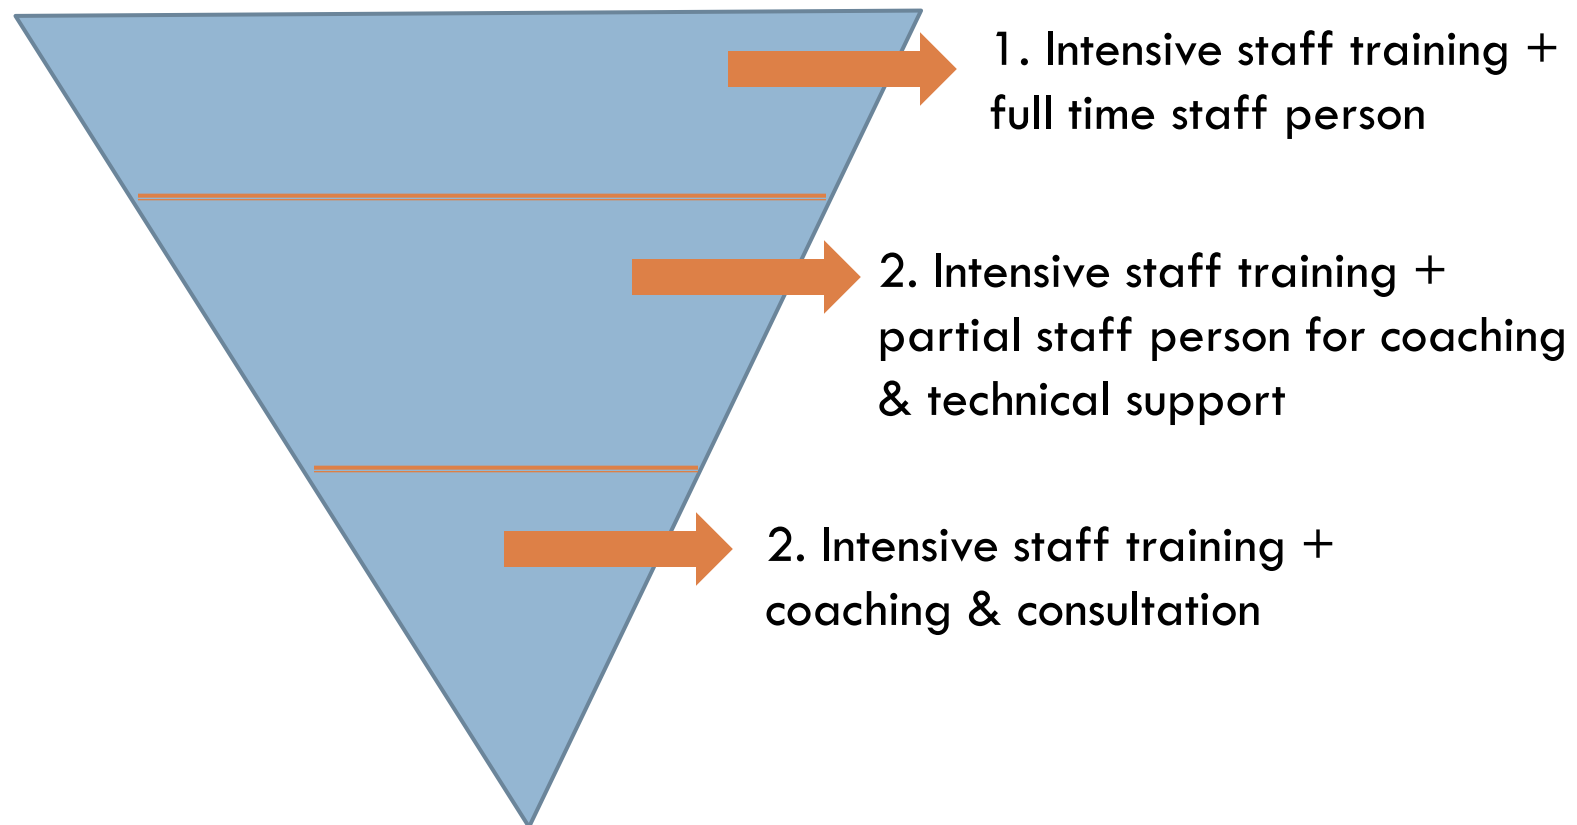 1. Intensive staff training +
full time staff person
2. Intensive staff training +
partial staff person for coaching
& technical support
2. Intensive staff training +
coaching & consultation